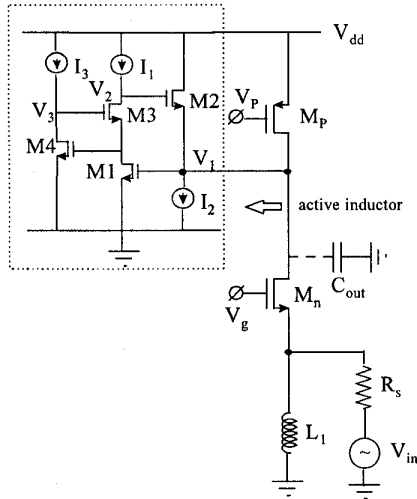 V_dd
I_3
I_1
V_P
V_3
V_2
M2
M_P
M3
M4
M1
V_1
I_2
active inductor
C_out
M_n
V_g
R_s
L_1
V_in